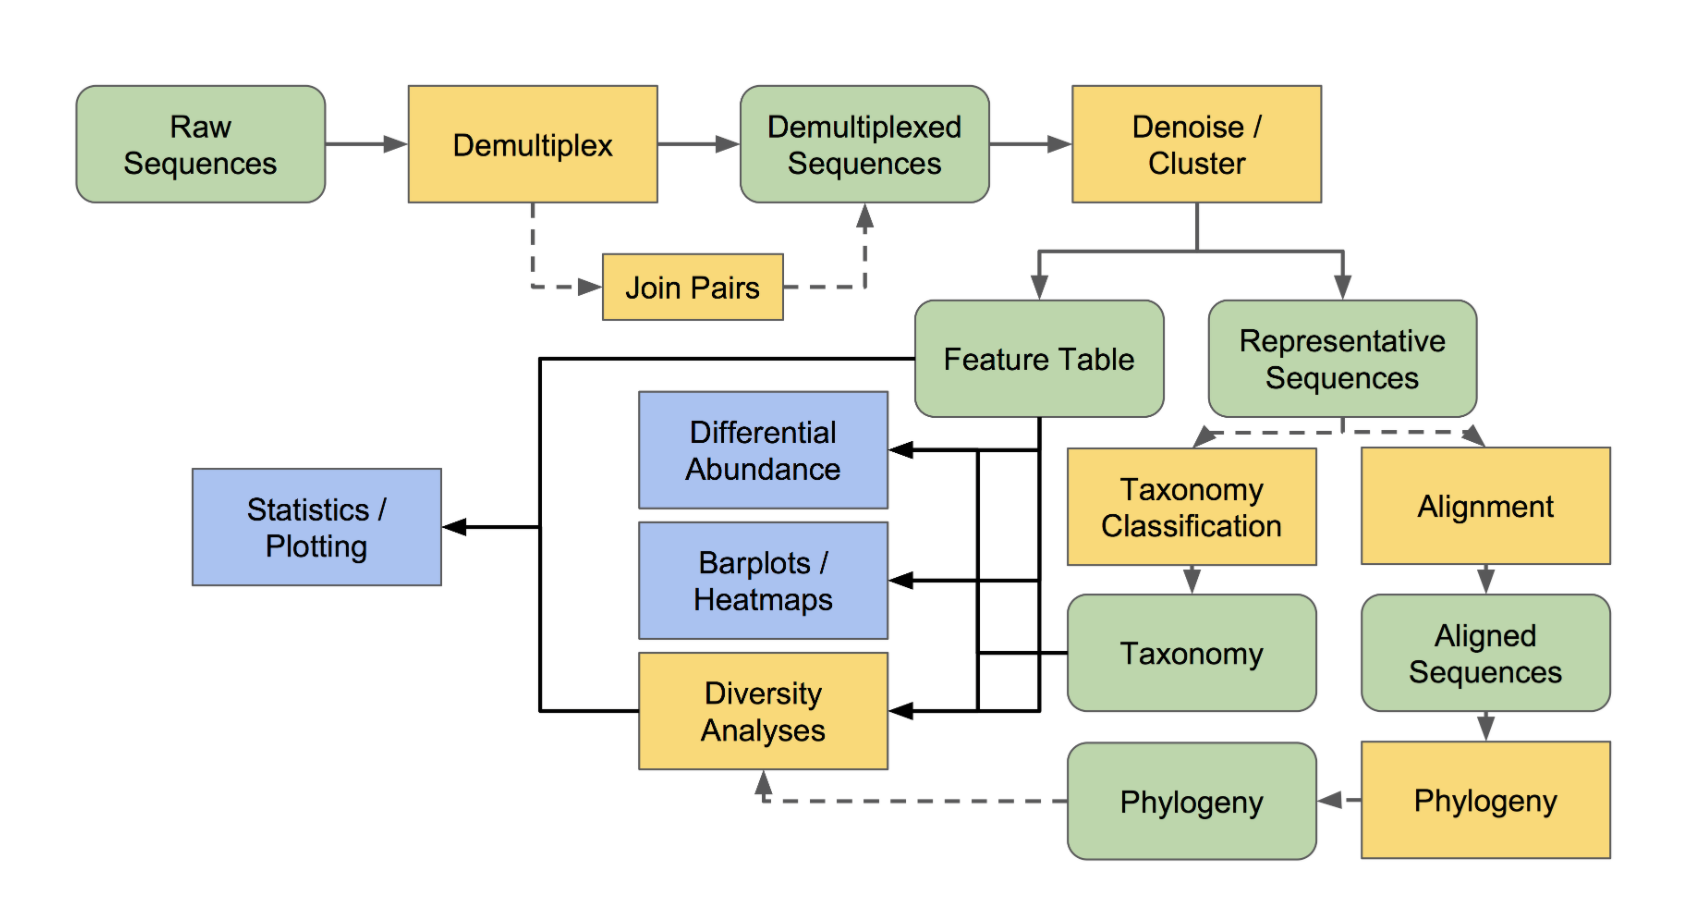 Raw
Sequences
Demultiplex
Demultiplexed
Sequences
Denoise /
Cluster
Join Pairs
Feature Table
Representative
Sequences
Differential
Abundance
Taxonomy
Classification
Alignment
Statistics /
Plotting
Barplots /
Heatmaps
Taxonomy
Aligned
Sequences
Diversity
Analyses
Phylogeny
Phylogeny